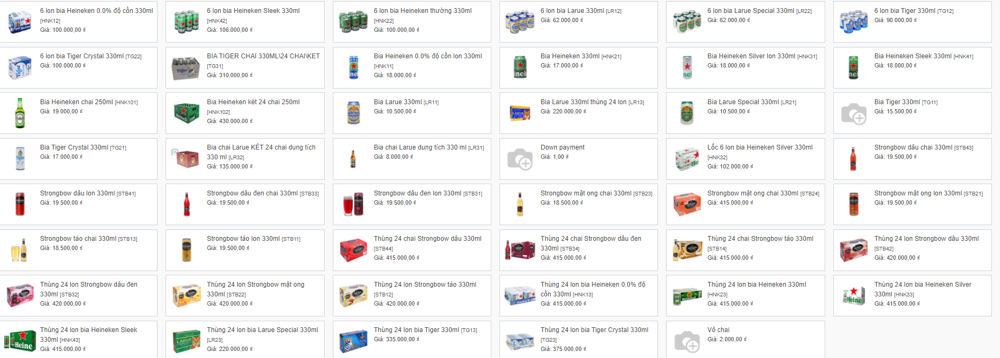 6 lon bia Heineken 0.0% độ cồn 330ml
[HNK12]
Giá: 100.000,00 ₫
6 lon bia Heineken Sleek 330ml
[HNK42]
Giá: 106.000,00 ₫
6 lon bia Heineken thường 330ml
[HNK22]
Giá: 100.000,00 ₫
6 lon bia Larue 330ml [LR12]
Giá: 62.000,00 ₫
6 lon bia Larue Special 330ml [LR22]
Giá: 62.000,00 ₫
6 lon bia Tiger 330ml [TG12]
Giá: 90.000,00 ₫
6 lon bia Tiger Crystal 330ml [TG22]
Giá: 100.000,00 ₫
BIA TIGER CHAI 330ML\24 CHAI\KET
[TG31]
Giá: 310.000,00 ₫
Bia Heineken 0.0% độ cồn lon 330ml
[HNK11]
Giá: 18.000,00 ₫
Bia Heineken 330ml [HNK21]
Giá: 17.000,00 ₫
Bia Heineken Silver lon 330ml [HNK31]
Giá: 18.000,00 ₫
Bia Heineken Sleek 330ml [HNK41]
Giá: 18.000,00 ₫
Bia Heineken chai 250ml [HNK101]
Giá: 19.000,00 ₫
Bia Heineken két 24 chai 250ml
[HNK102]
Giá: 430.000,00 ₫
Bia Larue 330ml [LR11]
Giá: 10.500,00 ₫
Bia Larue 330ml thùng 24 lon [LR13]
Giá: 220.000,00 ₫
Bia Larue Special 330ml [LR21]
Giá: 10.500,00 ₫
Bia Tiger 330ml [TG11]
Giá: 15.500,00 ₫
Bia Tiger Crystal 330ml [TG21]
Giá: 17.000,00 ₫
Bia chai Larue KÉT 24 chai dung tích
330 ml [LR32]
Giá: 135.000,00 ₫
Bia chai Larue dung tích 330 ml [LR31]
Giá: 8.000,00 ₫
Down payment
Giá: 1,00 ₫
Lốc 6 lon bia Heineken Silver 330ml
[HNK32]
Giá: 102.000,00 ₫
Strongbow dâu chai 330ml [STB43]
Giá: 19.500,00 ₫
Strongbow dâu lon 330ml [STB41]
Giá: 19.500,00 ₫
Strongbow dâu đen chai 330ml [STB33]
Giá: 19.500,00 ₫
Strongbow dâu đen lon 330ml [STB31]
Giá: 19.500,00 ₫
Strongbow mật ong chai 330ml [STB23]
Giá: 18.500,00 ₫
Strongbow mật ong chai 330ml [STB24]
Giá: 415.000,00 ₫
Strongbow mật ong lon 330ml [STB21]
Giá: 19.500,00 ₫
Strongbow táo chai 330ml [STB13]
Giá: 18.500,00 ₫
Strongbow táo lon 330ml [STB11]
Giá: 19.500,00 ₫
Thùng 24 chai Strongbow dâu 330ml
[STB44]
Giá: 415.000,00 ₫
Thùng 24 chai Strongbow dâu đen
330ml [STB34]
Giá: 415.000,00 ₫
Thùng 24 chai Strongbow táo 330ml
[STB14]
Giá: 415.000,00 ₫
Thùng 24 lon Strongbow dâu 330ml
[STB42]
Giá: 420.000,00 ₫
Thùng 24 lon Strongbow dâu đen
330ml [STB32]
Giá: 420.000,00 ₫
Thùng 24 lon Strongbow mật ong
330ml [STB22]
Giá: 420.000,00 ₫
Thùng 24 lon Strongbow táo 330ml
[STB12]
Giá: 420.000,00 ₫
Thùng 24 lon bia Heineken 0.0% độ
cồn 330ml [HNK13]
Giá: 415.000,00 ₫
Thùng 24 lon bia Heineken 330ml
[HNK23]
Giá: 415.000,00 ₫
Thùng 24 lon bia Heineken Silver
330ml [HNK33]
Giá: 415.000,00 ₫
Thùng 24 lon bia Heineken Sleek
330ml [HNK43]
Giá: 415.000,00 ₫
Thùng 24 lon bia Larue Special 330ml
[LR23]
Giá: 220.000,00 ₫
Thùng 24 lon bia Tiger 330ml [TG13]
Giá: 335.000,00 ₫
Thùng 24 lon bia Tiger Crystal 330ml
[TG23]
Giá: 375.000,00 ₫
Vỏ chai
Giá: 2.000,00 ₫